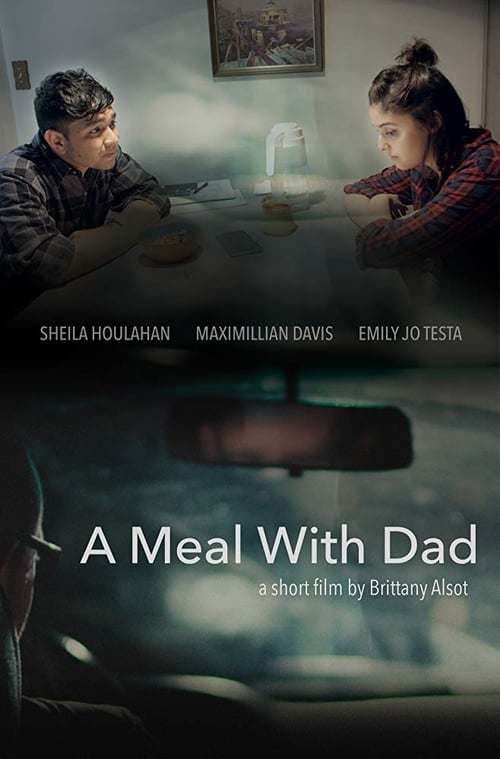 SHEILA HOULAHAN MAXIMILLIAN DAVIS EMILY JO TESTA
A Meal With Dad
a short film by Brittany Alsot